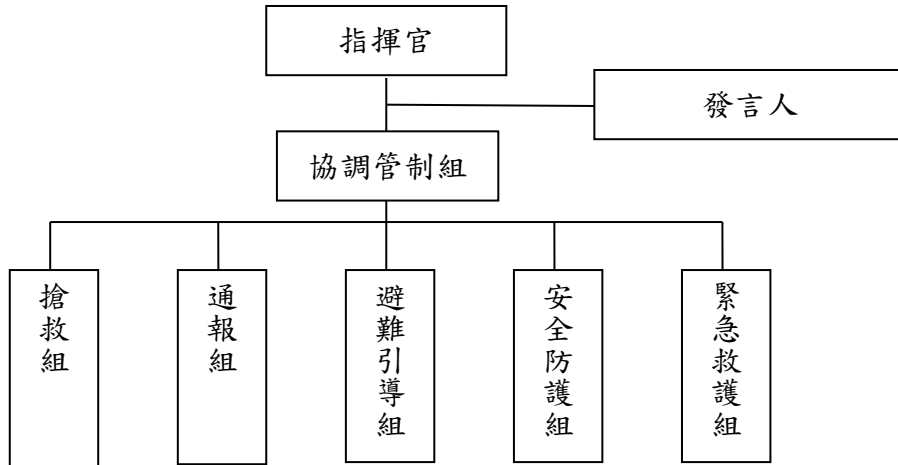 指揮官
發言人
協調管制組
搶救組
通報組
避難引導組
安全防護組
緊急救護組